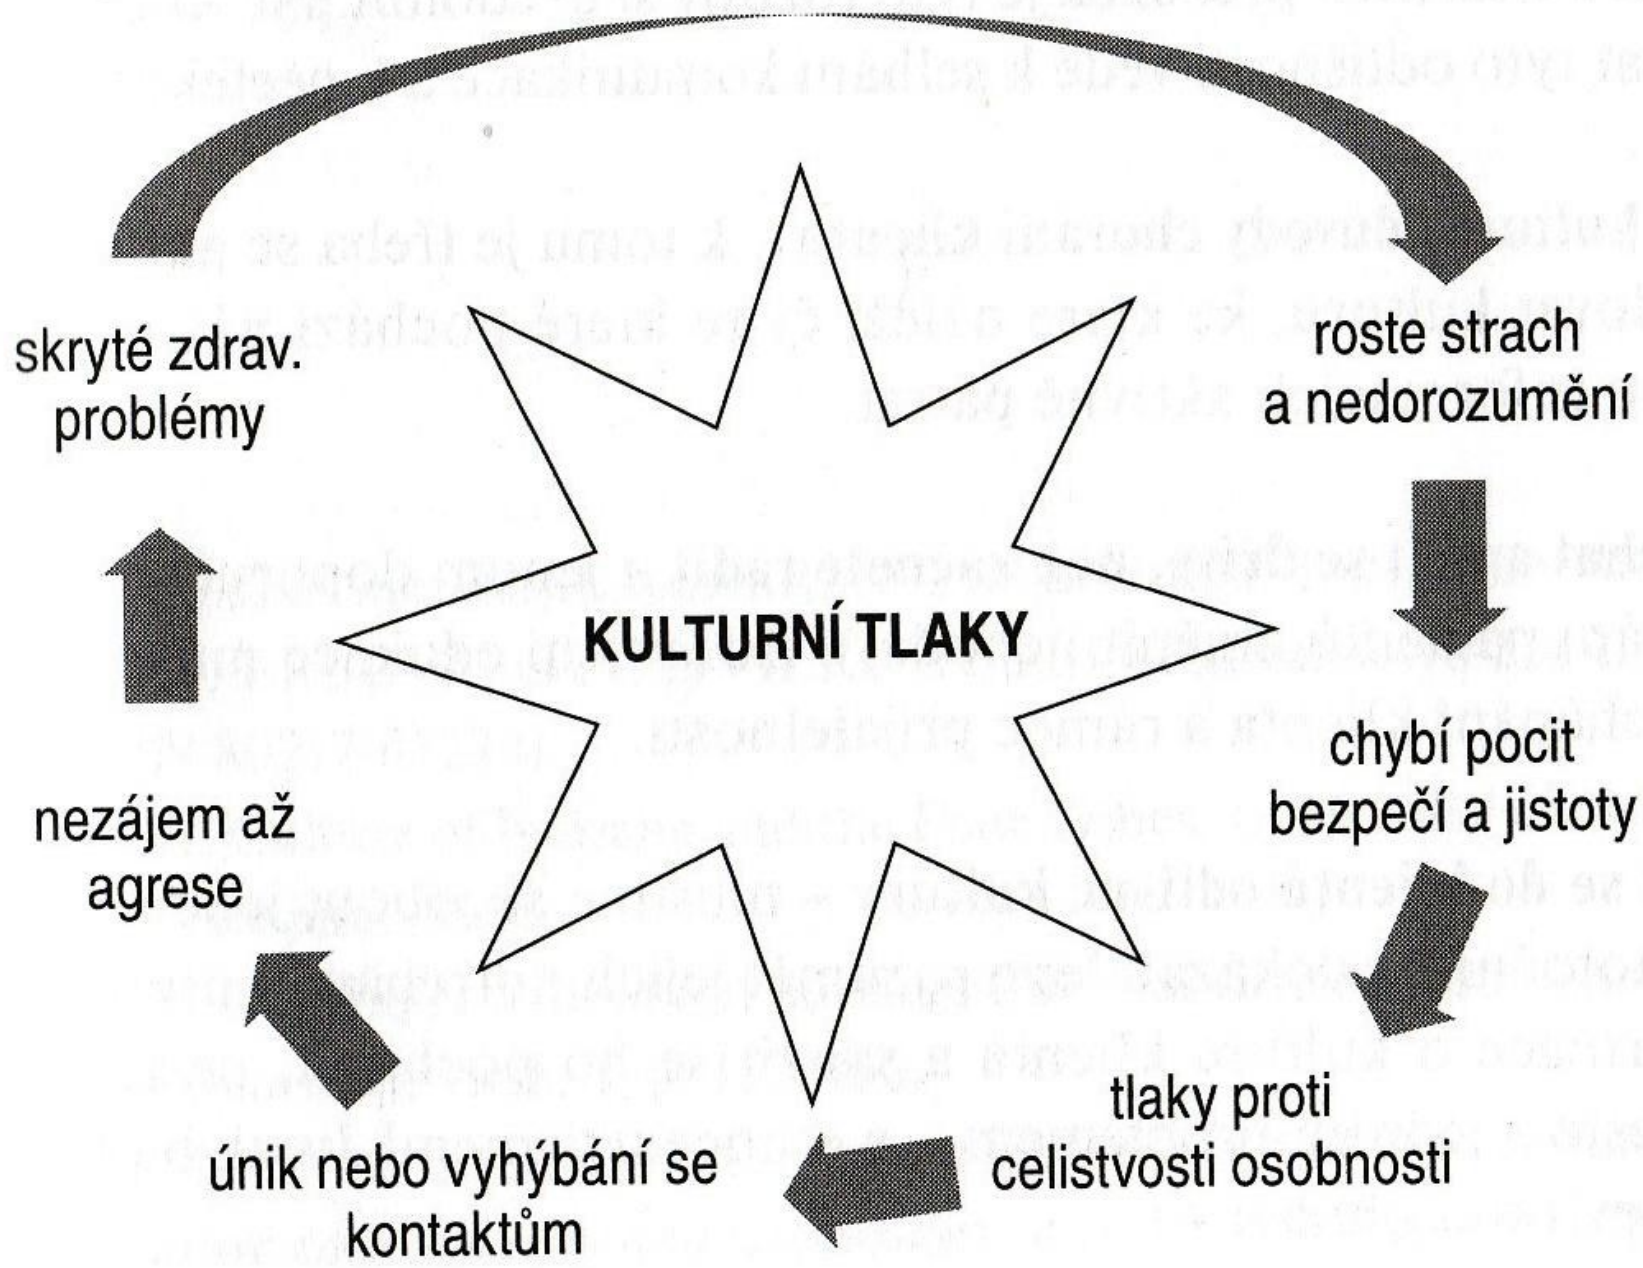 skryté zdrav.
problémy
roste strach
a nedorozumění
KULTURNÍ TLAKY
chybí pocit
bezpečí a jistoty
nezájem až
agrese
tlaky proti
celistvosti osobnosti
únik nebo vyhýbání se
kontaktům